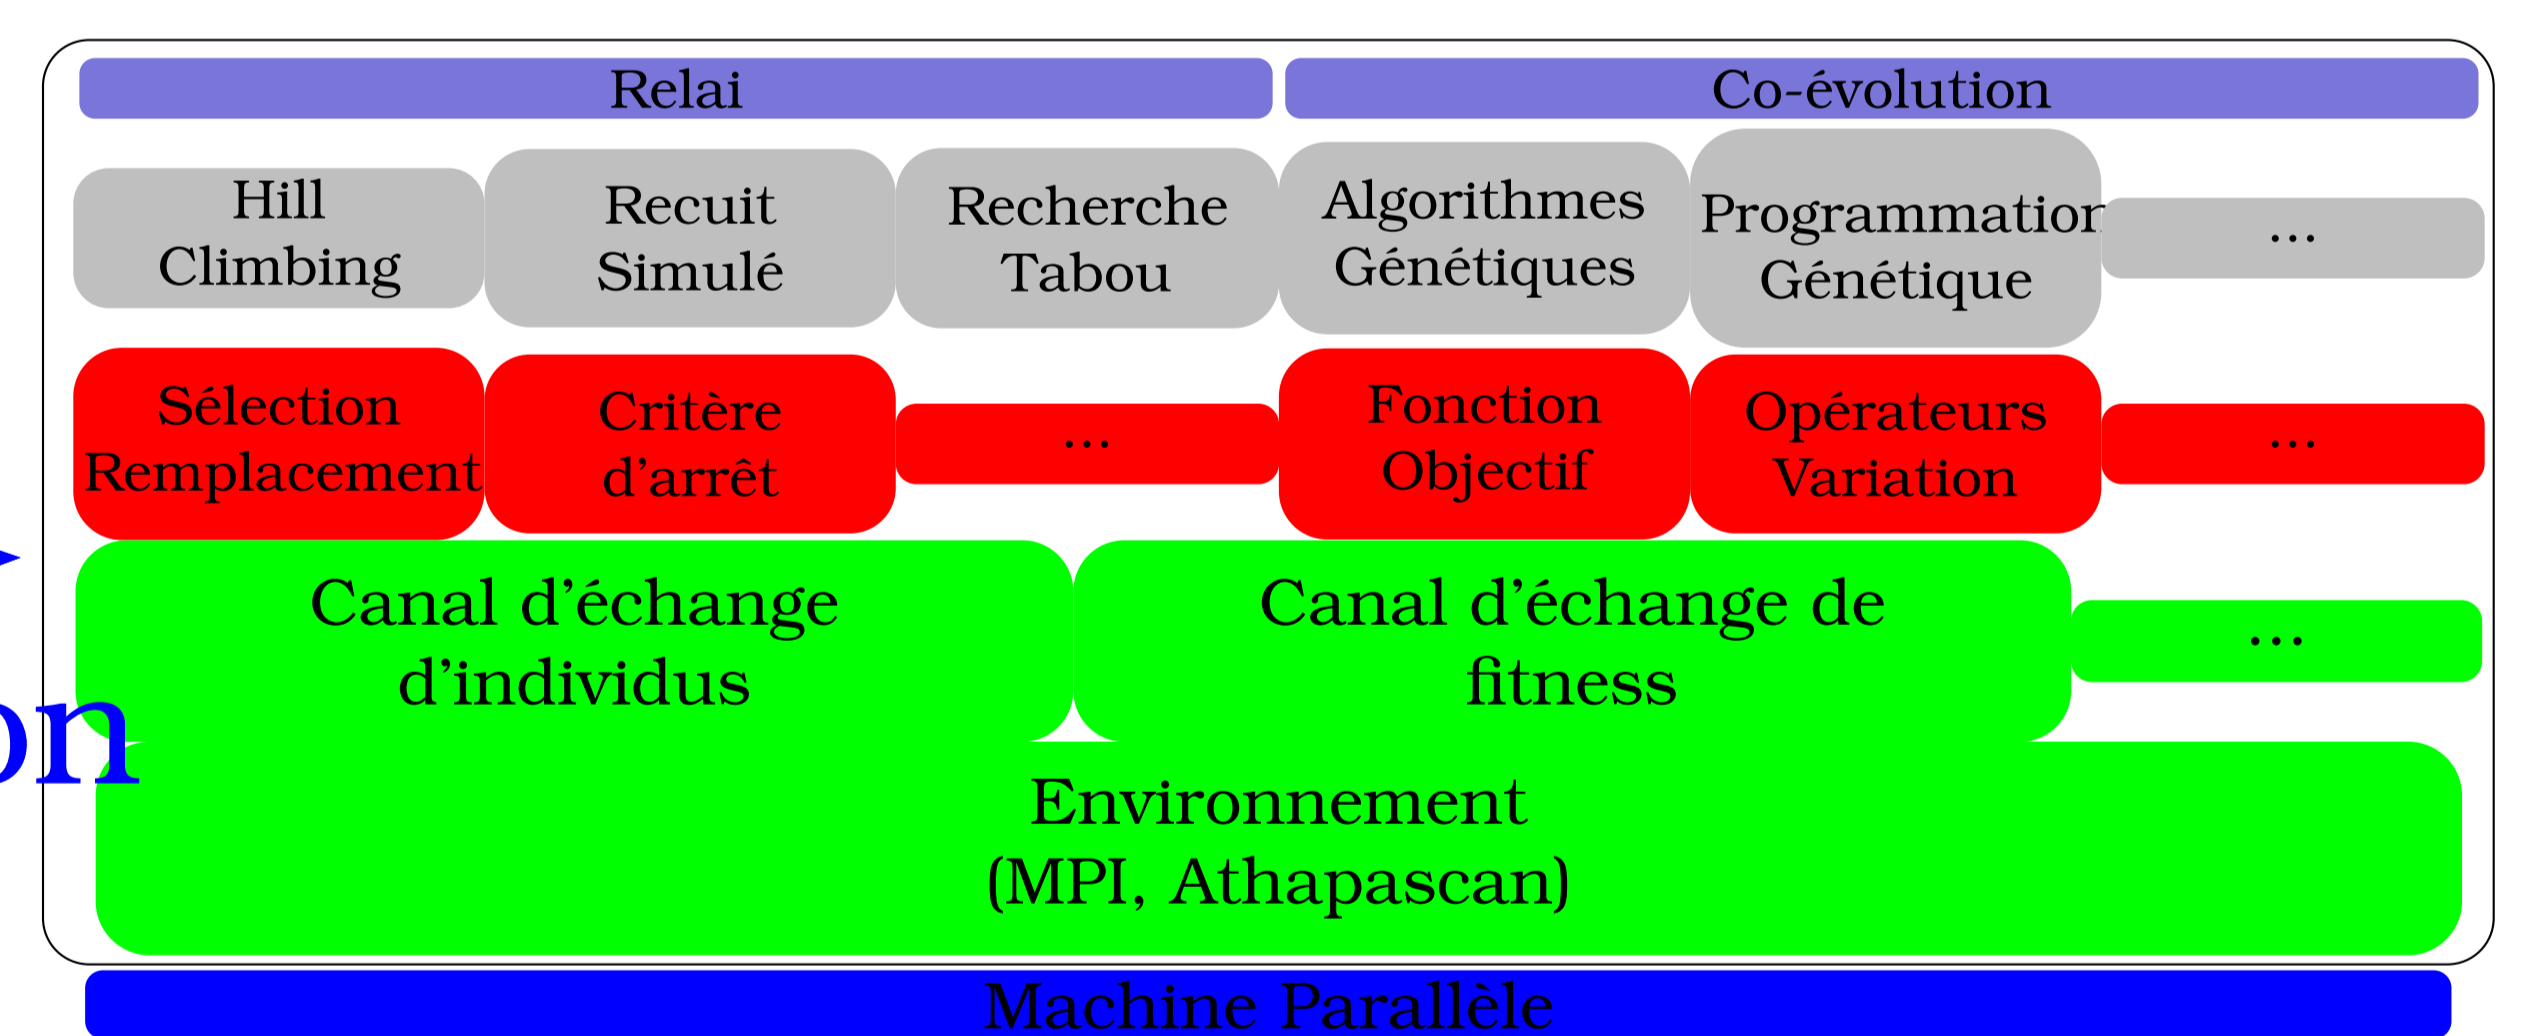 Relai
Co-évolution
Hill
Climbing
Recuit
Simulé
Recherche
Tabou
Algorithmes
Génétiques
Programmation
Génétique
...
Sélection
Remplacement
Critère
d'arrêt
...
Fonction
Objectif
Opérateurs
Variation
...
Canal d'échange
d'individus
Canal d'échange de
fitness
...
on
Environnement
(MPI, Athapascan)
Machine Parallèle